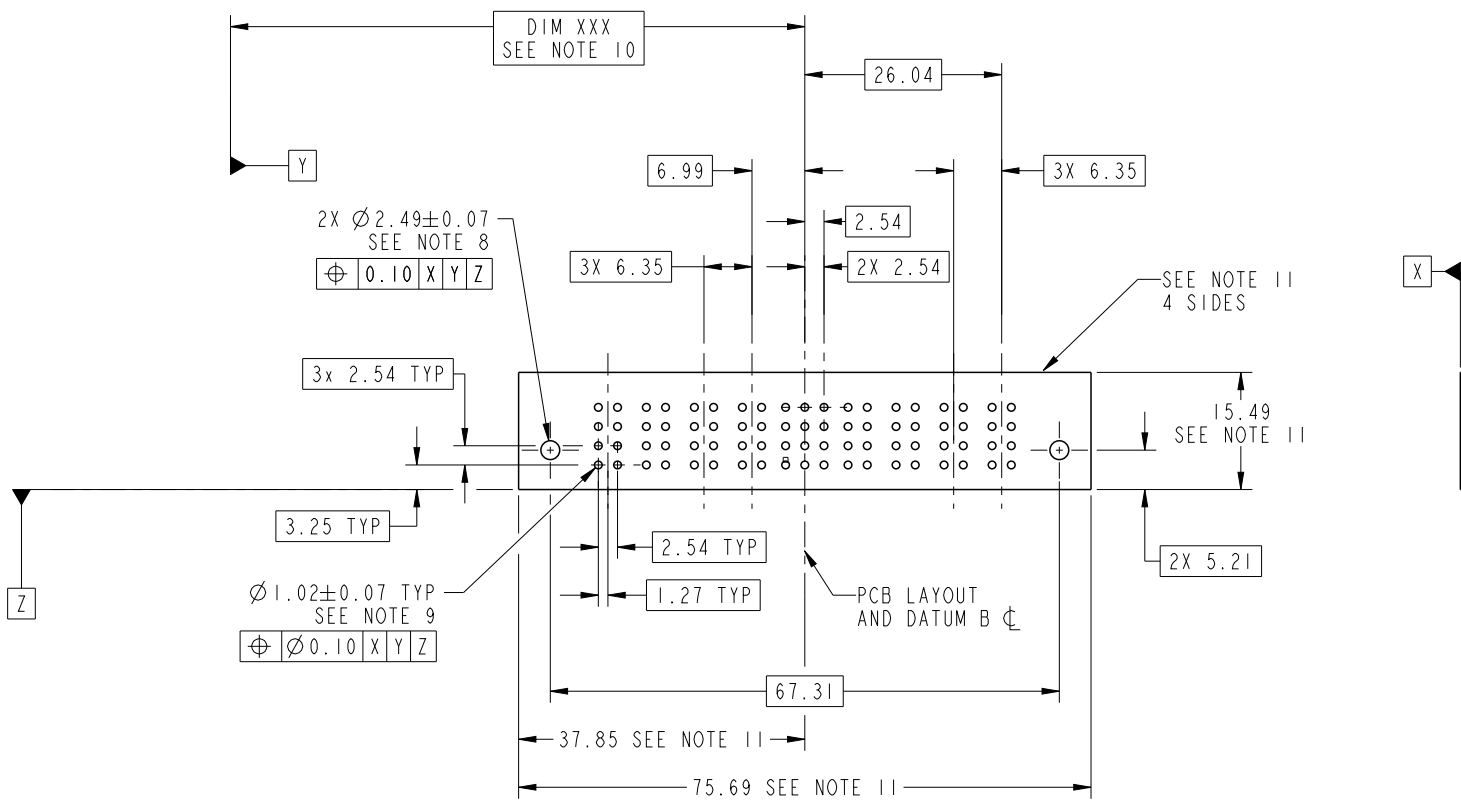 DIM XXX
SEE NOTE 10
26.04
Y
6.99
3X 6.35
2X Ø2.49±0.07
SEE NOTE 8
⌖ 0.10 X Y Z
2.54
3X 6.35
2X 2.54
SEE NOTE 11
4 SIDES
X
3x 2.54 TYP
15.49
SEE NOTE 11
3.25 TYP
2.54 TYP
2X 5.21
Z
Ø1.02±0.07 TYP
SEE NOTE 9
⌖ Ø0.10 X Y Z
1.27 TYP
PCB LAYOUT
AND DATUM B ℄
67.31
37.85 SEE NOTE 11
75.69 SEE NOTE 11